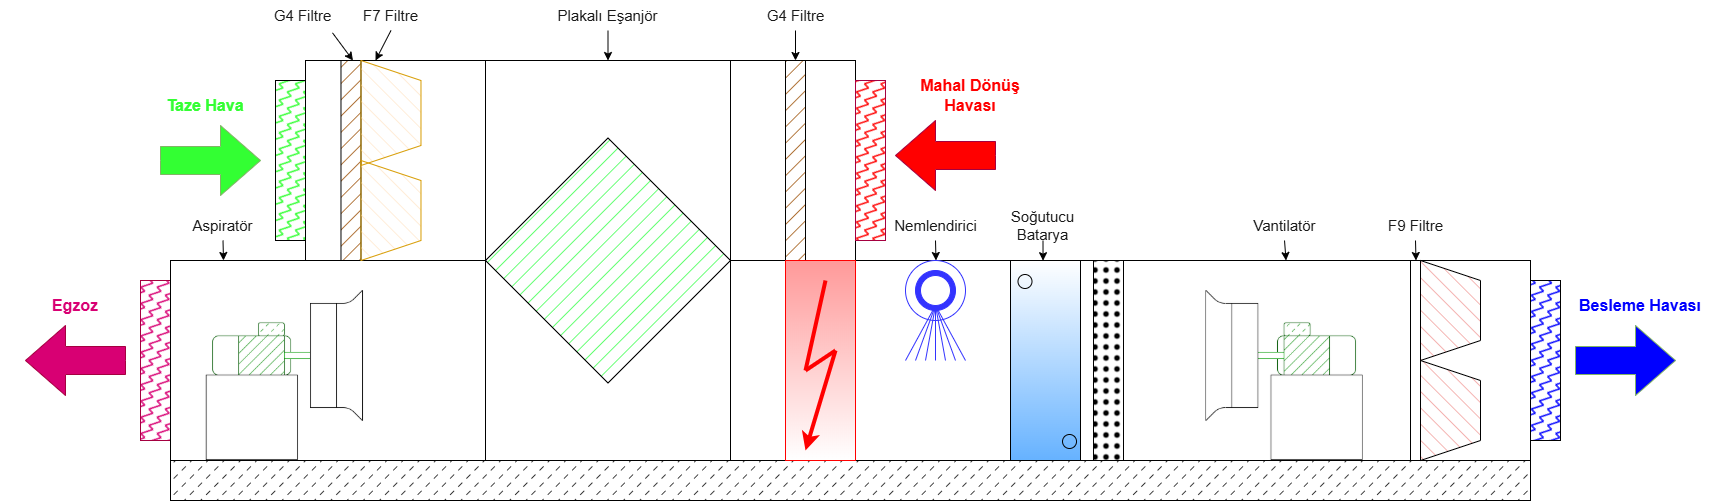 G4 Filtre
F7 Filtre
Plakalı Eşanjör
G4 Filtre
Taze Hava
Mahal Dönüş
Havası
Aspiratör
Nemlendirici
Soğutucu
Batarya
Vantilatör
F9 Filtre
Egzoz
Besleme Havası